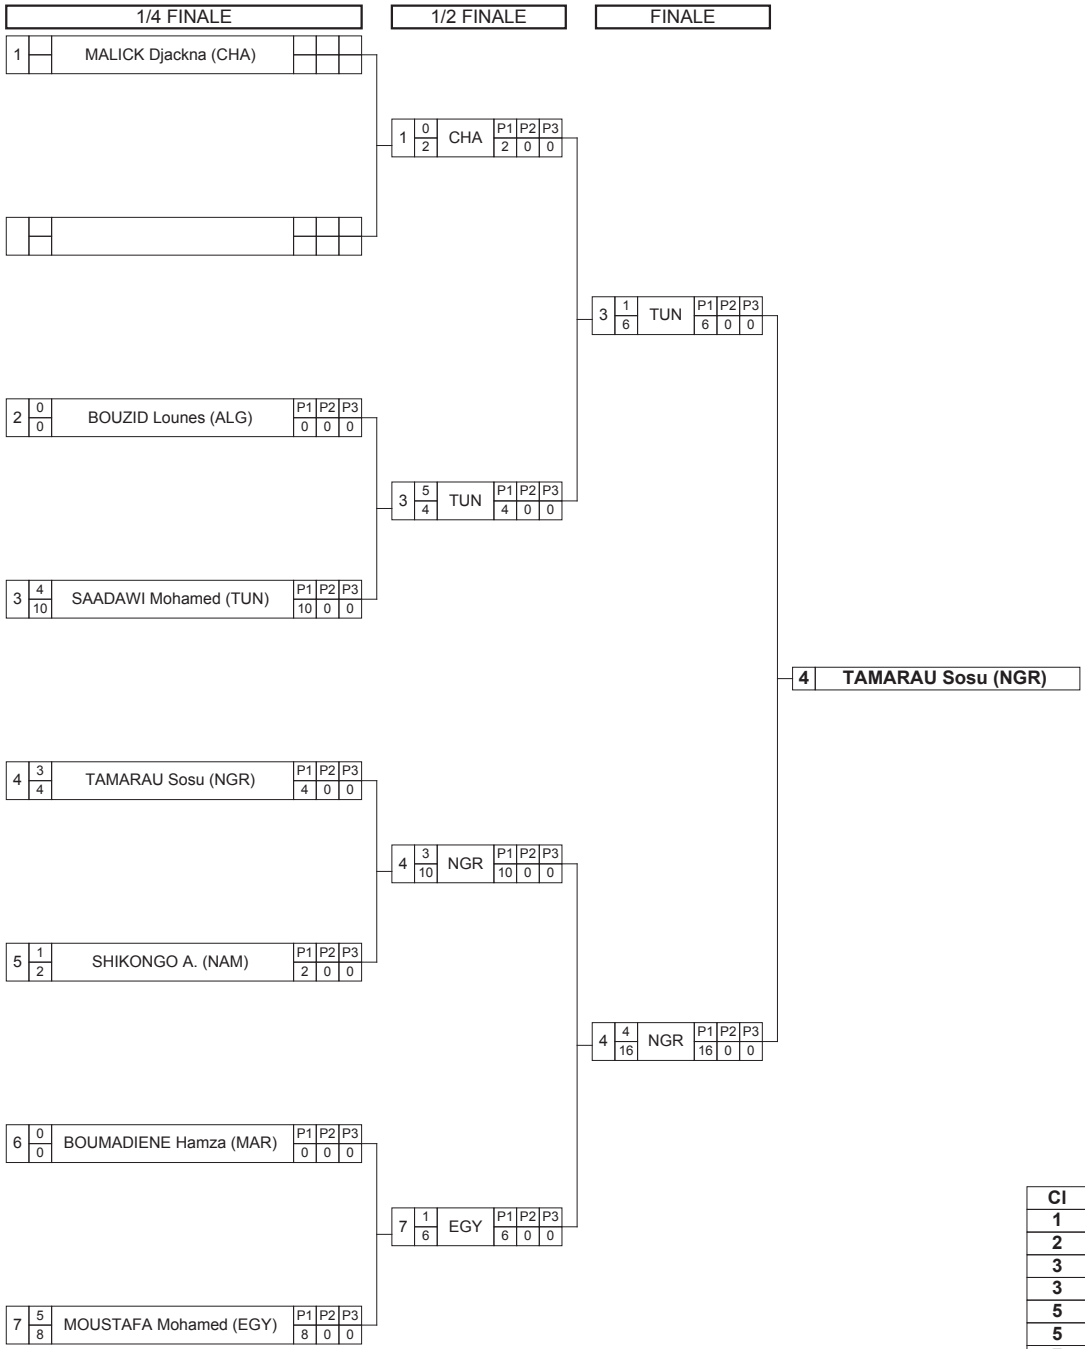 1/4 FINALE 1/2 FINALE FINALE
1 MALICK Djackna (CHA)
1 0 2 CHA P1 P2 P3
2 0 0
3 1 6 TUN P1 P2 P3
6 0 0
2 0 0 BOUZID Lounes (ALG) P1 P2 P3
0 0 0
3 5 4 TUN P1 P2 P3
4 0 0
3 4 10 SAADAWI Mohamed (TUN) P1 P2 P3
10 0 0
4 TAMARAU Sosu (NGR)
4 3 4 TAMARAU Sosu (NGR) P1 P2 P3
4 0 0
4 3 10 NGR P1 P2 P3
10 0 0
5 1 2 SHIKONGO A. (NAM) P1 P2 P3
2 0 0
4 4 16 NGR P1 P2 P3
16 0 0
6 0 0 BOUMADIENE Hamza (MAR) P1 P2 P3
0 0 0
7 1 6 EGY P1 P2 P3
6 0 0
7 5 8 MOUSTAFA Mohamed (EGY) P1 P2 P3
8 0 0
Cl
1
2
3
3
5
5